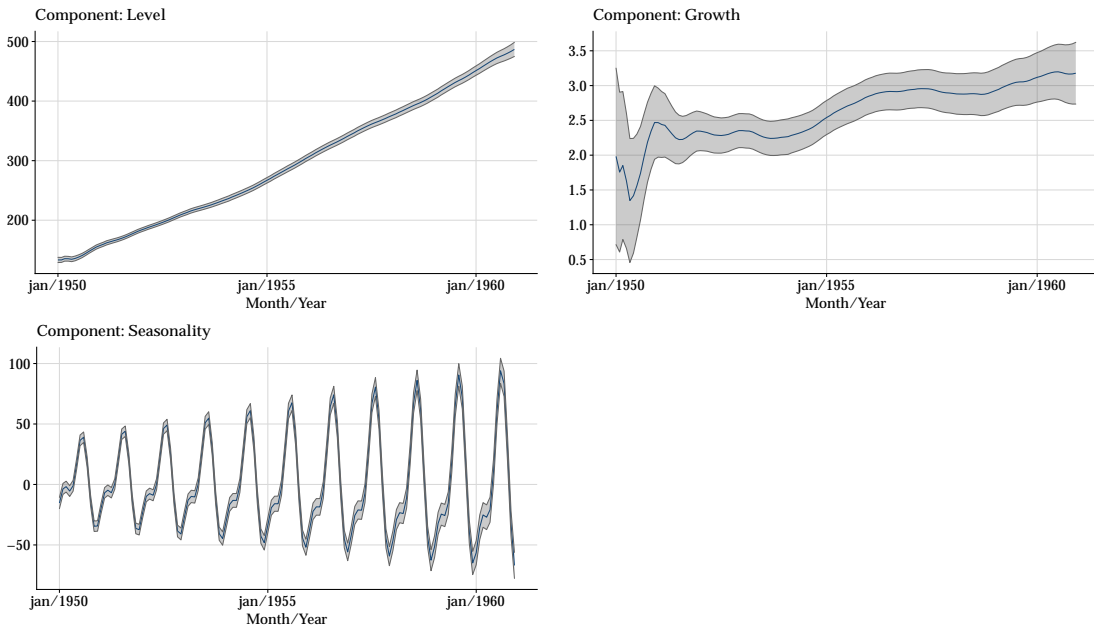 Component: Level
500
400
300
200
jan/1950
jan/1955
jan/1960
Month/Year
Component: Growth
3.5
3.0
2.5
2.0
1.5
1.0
0.5
jan/1950
jan/1955
jan/1960
Month/Year
Component: Seasonality
100
50
0
−50
jan/1950
jan/1955
jan/1960
Month/Year